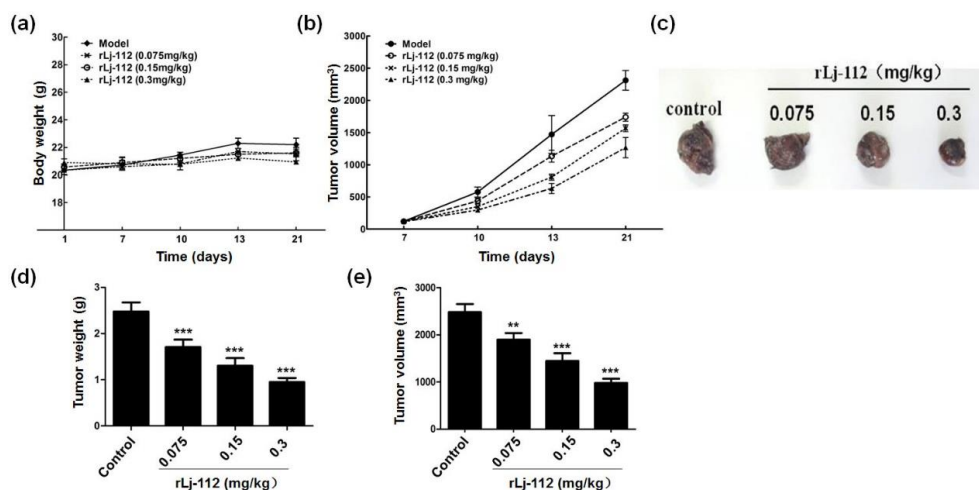 (a)
Body weight (g)
30
28
26
24
22
20
18
Model
rLj-112 (0.075mg/kg)
rLj-112 (0.15mg/kg)
rLj-112 (0.3mg/kg)
1 7 10 13 21
Time (days)
(b)
Tumor volume (mm³)
3000
2500
2000
1500
1000
500
0
Model
rLj-112 (0.075 mg/kg)
rLj-112 (0.15 mg/kg)
rLj-112 (0.3 mg/kg)
7 10 13 21
Time (days)
(c)
rLj-112（mg/kg）
control 0.075 0.15 0.3
(d)
Tumor weight (g)
3
2
1
0
*** *** ***
Control 0.075 0.15 0.3
rLj-112 (mg/kg）
(e)
Tumor volume (mm³)
3000
2000
1000
0
** *** ***
Control 0.075 0.15 0.3
rLj-112 (mg/kg）